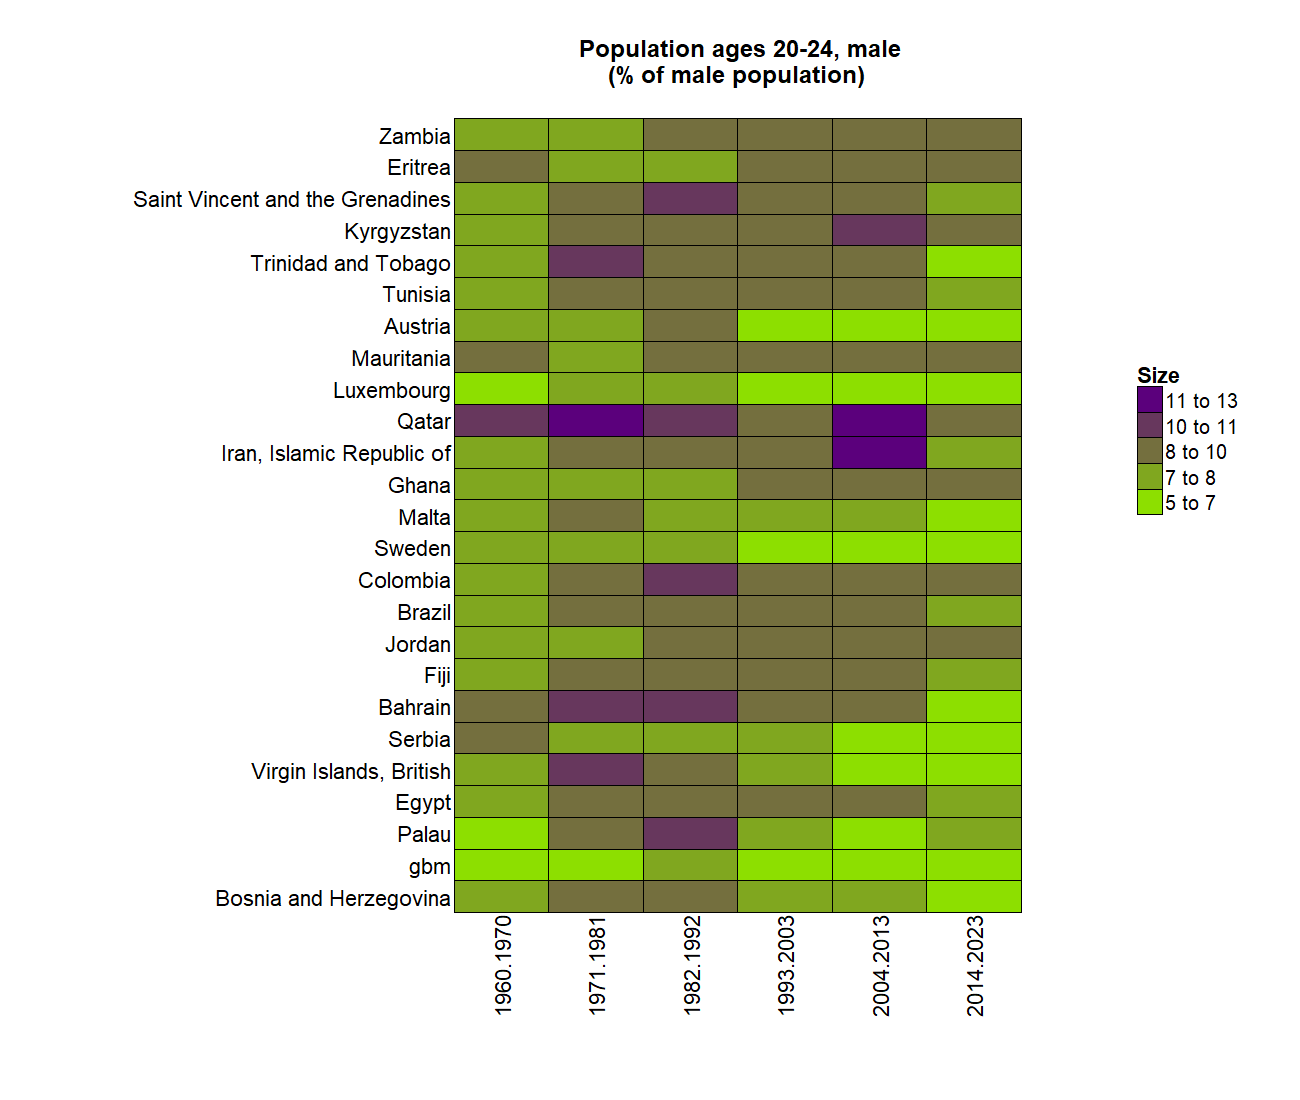 Population ages 20-24, male
(% of male population)
Zambia
Eritrea
Saint Vincent and the Grenadines
Kyrgyzstan
Trinidad and Tobago
Tunisia
Austria
Mauritania
Luxembourg
Qatar
Iran, Islamic Republic of
Ghana
Malta
Sweden
Colombia
Brazil
Jordan
Fiji
Bahrain
Serbia
Virgin Islands, British
Egypt
Palau
gbm
Bosnia and Herzegovina
1960.1970
1971.1981
1982.1992
1993.2003
2004.2013
2014.2023
Size
11 to 13
10 to 11
8 to 10
7 to 8
5 to 7